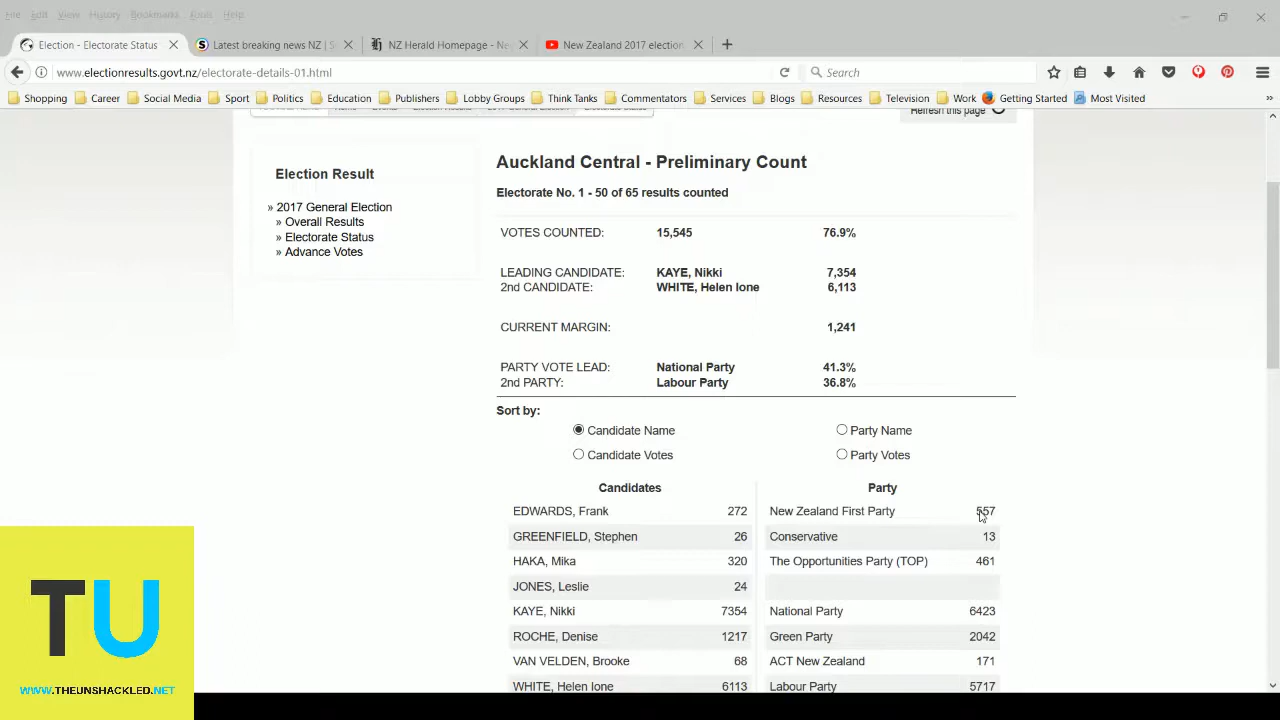 File Edit View History Bookmarks Tools Help
Election - Electorate Status
Latest breaking news NZ | S
NZ Herald Homepage - Ne
New Zealand 2017 election
www.electionresults.govt.nz/electorate-details-01.html
Search
Shopping Career Social Media Sport Politics Education Publishers Lobby Groups Think Tanks Commentators Services Blogs Resources Television Work Getting Started Most Visited
Refresh this page
Election Result
» 2017 General Election
» Overall Results
» Electorate Status
» Advance Votes
Auckland Central - Preliminary Count
Electorate No. 1 - 50 of 65 results counted
VOTES COUNTED: 15,545 76.9%
LEADING CANDIDATE: KAYE, Nikki 7,354
2nd CANDIDATE: WHITE, Helen Ione 6,113
CURRENT MARGIN: 1,241
PARTY VOTE LEAD: National Party 41.3%
2nd PARTY: Labour Party 36.8%
Sort by:
Candidate Name Party Name
Candidate Votes Party Votes
Candidates Party
EDWARDS, Frank 272 New Zealand First Party 557
GREENFIELD, Stephen 26 Conservative 13
HAKA, Mika 320 The Opportunities Party (TOP) 461
JONES, Leslie 24
KAYE, Nikki 7354 National Party 6423
ROCHE, Denise 1217 Green Party 2042
VAN VELDEN, Brooke 68 ACT New Zealand 171
WHITE, Helen Ione 6113 Labour Party 5717
TU
WWW.THEUNSHACKLED.NET